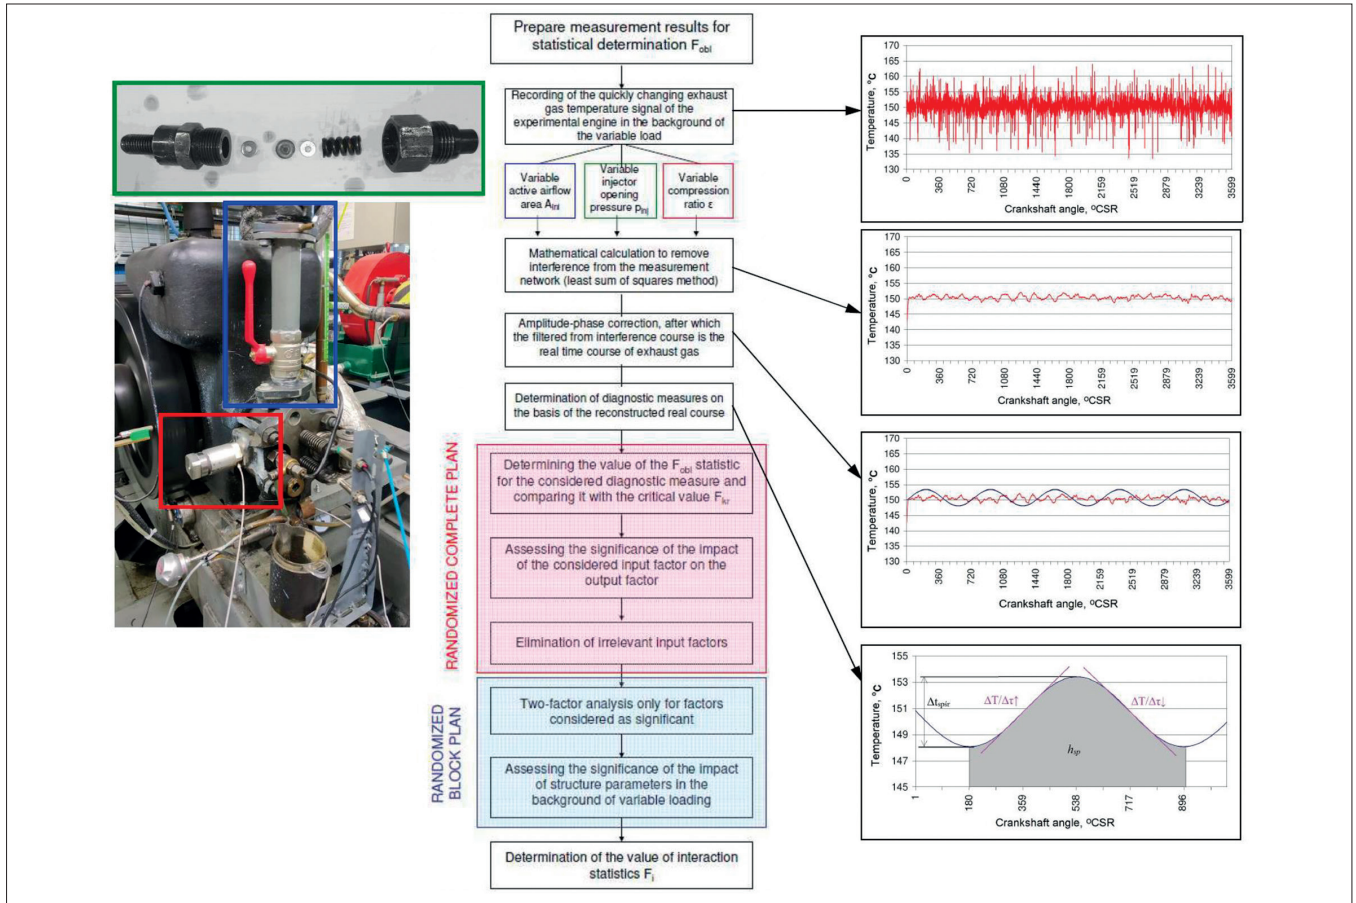 Prepare measurement results for
statistical determination Fobl
Recording of the quickly changing exhaust
gas temperature signal of the
experimental engine in the background of
the variable load
Variable
active airflow
area Aini
Variable
injector
opening
pressure pinj
Variable
compression
ratio ε
Mathematical calculation to remove
interference from the measurement
network (least sum of squares method)
Amplitude-phase correction, after which
the filtered from interference course is the
real time course of exhaust gas
Determination of diagnostic measures on
the basis of the reconstructed real course
RANDOMIZED COMPLETE PLAN
Determining the value of the Fobl statistic
for the considered diagnostic measure and
comparing it with the critical value Fkr
Assessing the significance of the impact
of the considered input factor on the
output factor
Elimination of irrelevant input factors
RANDOMIZED
BLOCK PLAN
Two-factor analysis only for factors
considered as significant
Assessing the significance of the impact
of structure parameters in the
background of variable loading
Determination of the value of interaction
statistics Fi
Temperature, °C
170
165
160
155
150
145
140
135
130
0 360 720 1080 1440 1800 2159 2519 2879 3239 3599
Crankshaft angle, ºCSR
Temperature, °C
170
165
160
155
150
145
140
135
130
0 360 720 1080 1440 1800 2159 2519 2879 3239 3599
Crankshaft angle, ºCSR
Temperature, °C
170
165
160
155
150
145
140
135
130
0 360 720 1080 1440 1800 2159 2519 2879 3239 3599
Crankshaft angle, ºCSR
Temperature, °C
155
153
151
149
147
145
Δtspir
ΔT/Δτ↑
ΔT/Δτ↓
hsp
1 180 359 538 717 896
Crankshaft angle, ºCSR